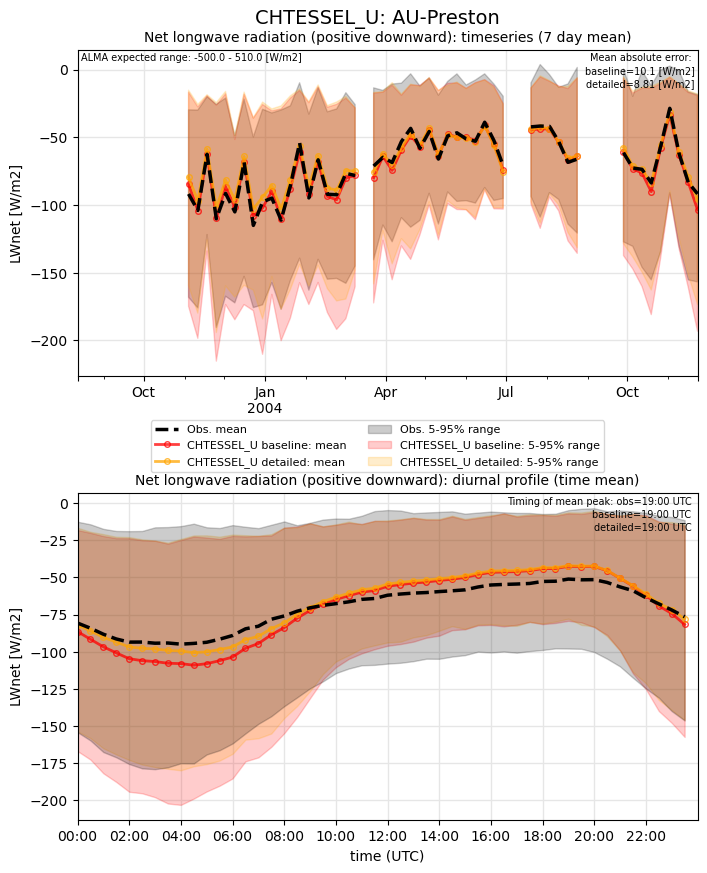 CHTESSEL_U: AU-Preston
Net longwave radiation (positive downward): timeseries (7 day mean)
ALMA expected range: -500.0 - 510.0 [W/m2]
Mean absolute error:
baseline=10.1 [W/m2]
detailed=8.81 [W/m2]
LWnet [W/m2]
0
−50
−100
−150
−200
Oct
Jan
2004
Apr
Jul
Oct
Obs. mean
CHTESSEL_U baseline: mean
CHTESSEL_U detailed: mean
Obs. 5-95% range
CHTESSEL_U baseline: 5-95% range
CHTESSEL_U detailed: 5-95% range
Net longwave radiation (positive downward): diurnal profile (time mean)
Timing of mean peak: obs=19:00 UTC
baseline=19:00 UTC
detailed=19:00 UTC
LWnet [W/m2]
0
−25
−50
−75
−100
−125
−150
−175
−200
00:00 02:00 04:00 06:00 08:00 10:00 12:00 14:00 16:00 18:00 20:00 22:00
time (UTC)